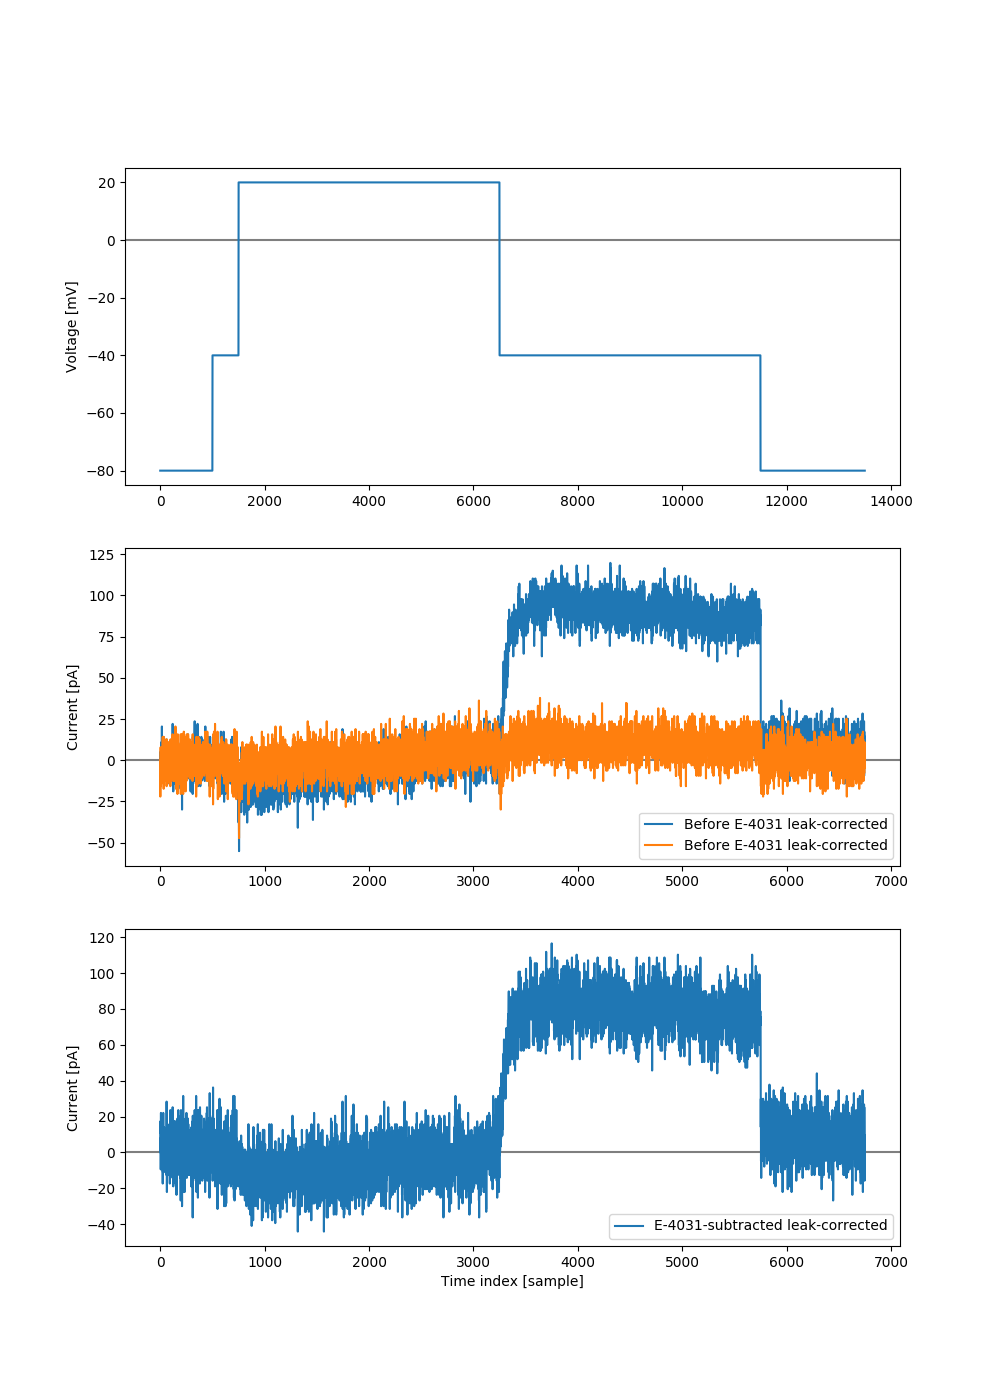 Voltage [mV]
20
0
−20
−40
−60
−80
0 2000 4000 6000 8000 10000 12000 14000
Current [pA]
125
100
75
50
25
0
−25
−50
Before E-4031 leak-corrected
Before E-4031 leak-corrected
0 1000 2000 3000 4000 5000 6000 7000
Current [pA]
120
100
80
60
40
20
0
−20
−40
E-4031-subtracted leak-corrected
0 1000 2000 3000 4000 5000 6000 7000
Time index [sample]